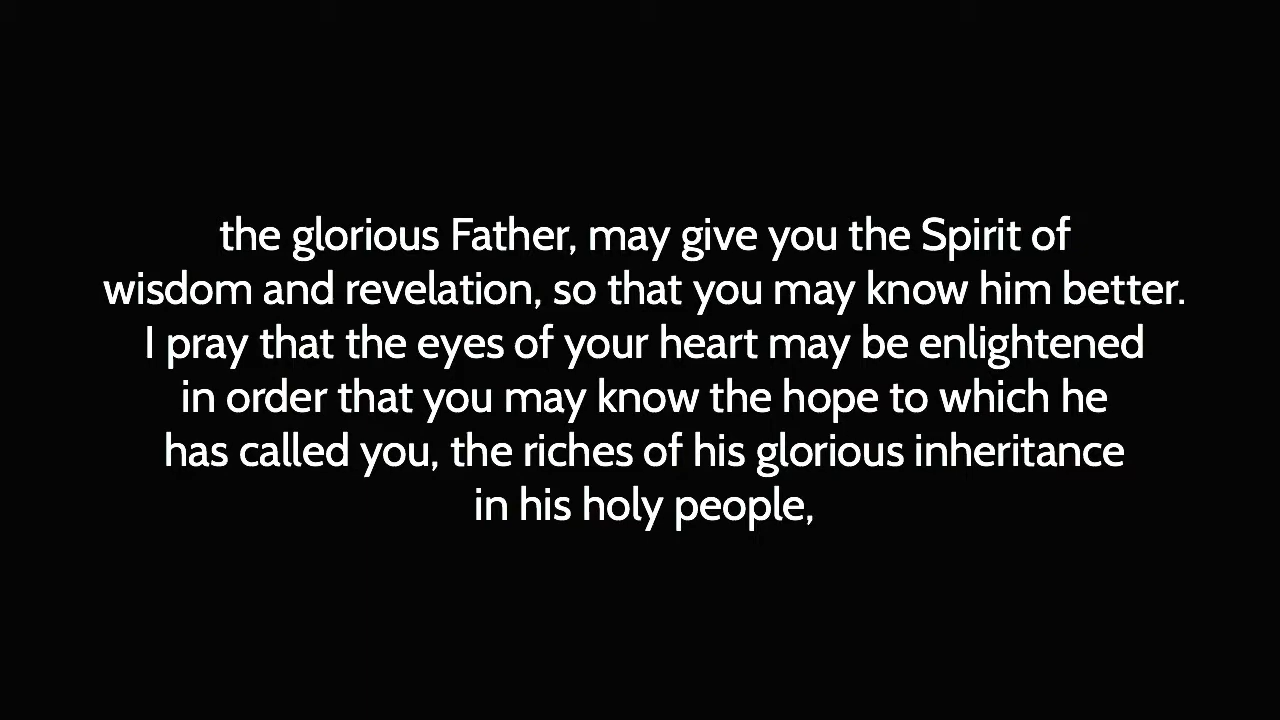 the glorious Father, may give you the Spirit of
wisdom and revelation, so that you may know him better.
I pray that the eyes of your heart may be enlightened
in order that you may know the hope to which he
has called you, the riches of his glorious inheritance
in his holy people,